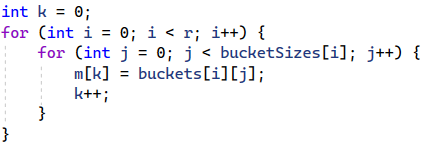 int k = 0;
for (int i = 0; i < r; i++) {
    for (int j = 0; j < bucketSizes[i]; j++) {
        m[k] = buckets[i][j];
        k++;
    }
}